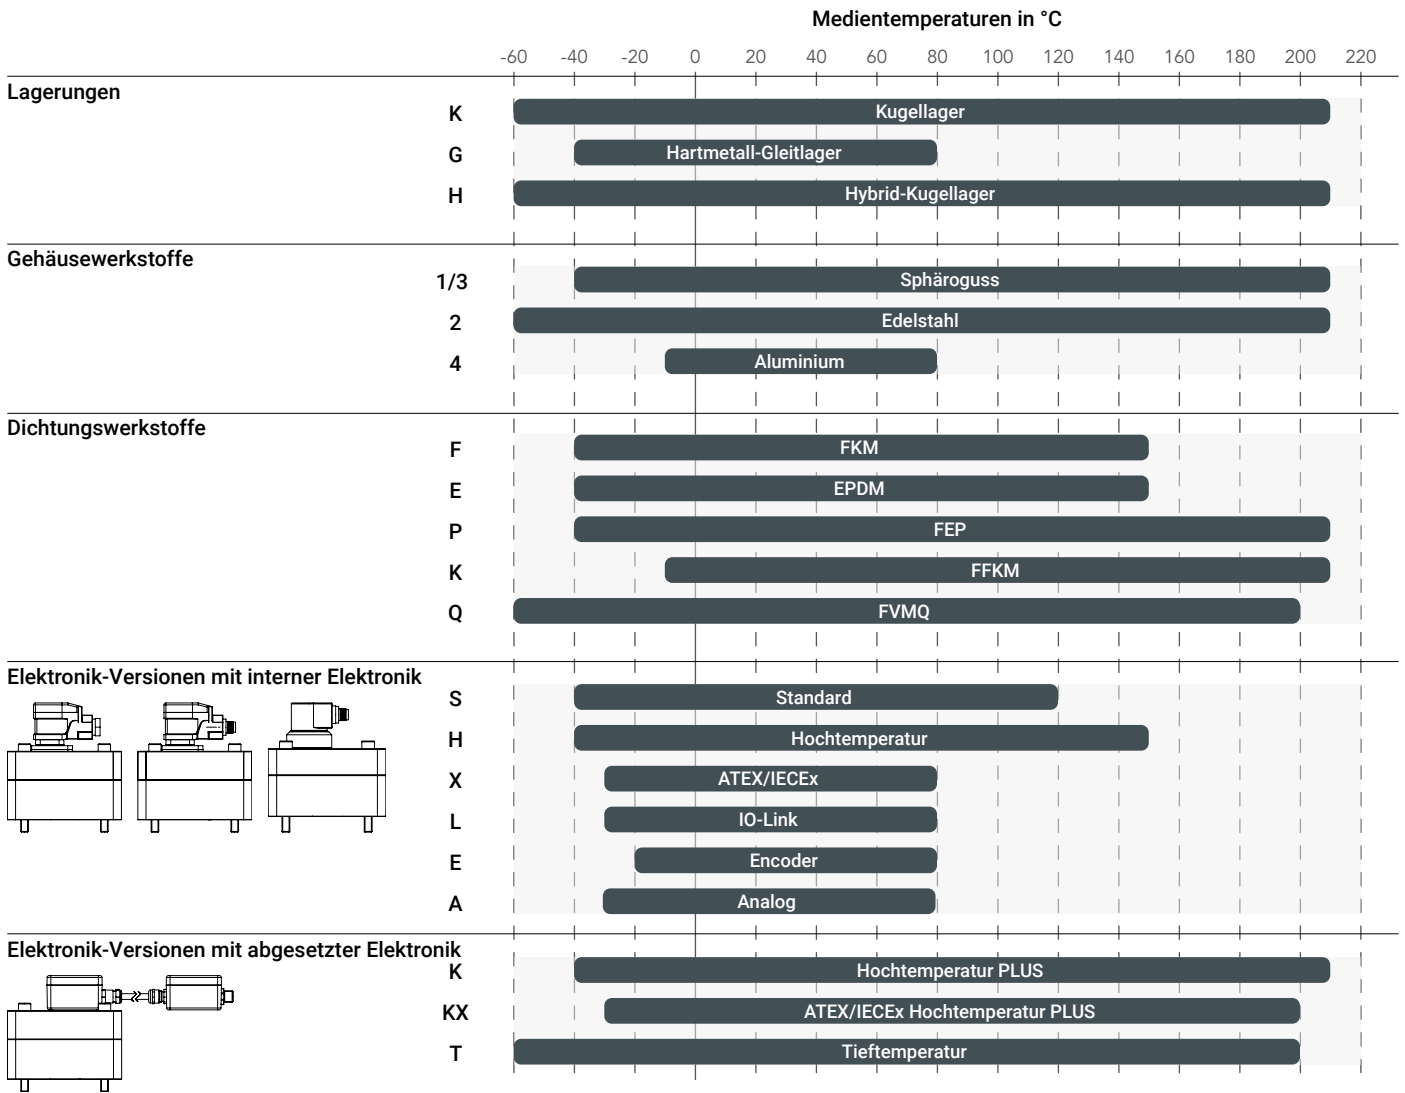 Medientemperaturen in °C
-60 -40 -20 0 20 40 60 80 100 120 140 150 160 180 200 220
Lagerungen
K Kugellager
G Hartmetall-Gleitlager
H Hybrid-Kugellager
Gehäusewerkstoffe
1/3 Sphäroguss
2 Edelstahl
4 Aluminium
Dichtungswerkstoffe
F FKM
E EPDM
P FEP
K FFKM
Q FVMQ
Elektronik-Versionen mit interner Elektronik
S Standard
H Hochtemperatur
X ATEX/IECEx
L IO-Link
E Encoder
A Analog
Elektronik-Versionen mit abgesetzter Elektronik
K Hochtemperatur PLUS
KX ATEX/IECEx Hochtemperatur PLUS
T Tieftemperatur